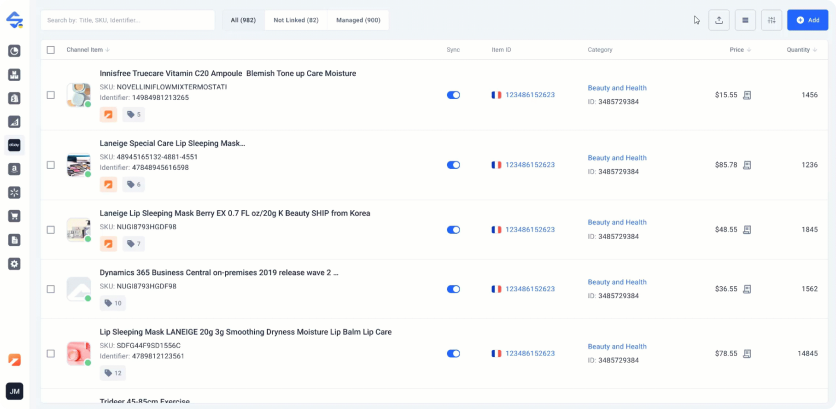 Search by: Title, SKU, Identifier...
All (982)
Not Linked (82)
Managed (900)
Add
Channel Item
Sync
Item ID
Category
Price
Quantity
Innisfree Truecare Vitamin C20 Ampoule Blemish Tone up Care Moisture
SKU: NOVELLINIFLOWMIXTERMOSTATI
Identifier: 14984981213265
5
123486152623
Beauty and Health
ID: 3485729384
$15.55
1456
Laneige Special Care Lip Sleeping Mask...
SKU: 48945165132-4881-4551
Identifier: 47848945616598
6
123486152623
Beauty and Health
ID: 3485729384
$85.78
1236
Laneige Lip Sleeping Mask Berry EX 0.7 FL oz/20g K Beauty SHIP from Korea
SKU: NUGI8793HGDF98
7
123486152623
Beauty and Health
ID: 3485729384
$48.55
1845
Dynamics 365 Business Central on-premises 2019 release wave 2 ...
SKU: NUGI8793HGDF98
10
123486152623
Beauty and Health
ID: 3485729384
$36.55
1562
Lip Sleeping Mask LANEIGE 20g 3g Smoothing Dryness Moisture Lip Balm Lip Care
SKU: SDFG44F9SD1556C
Identifier: 4789812123561
12
123486152623
Beauty and Health
ID: 3485729384
$78.55
14845
Trideer 45-85cm Exercise
ebay
JM